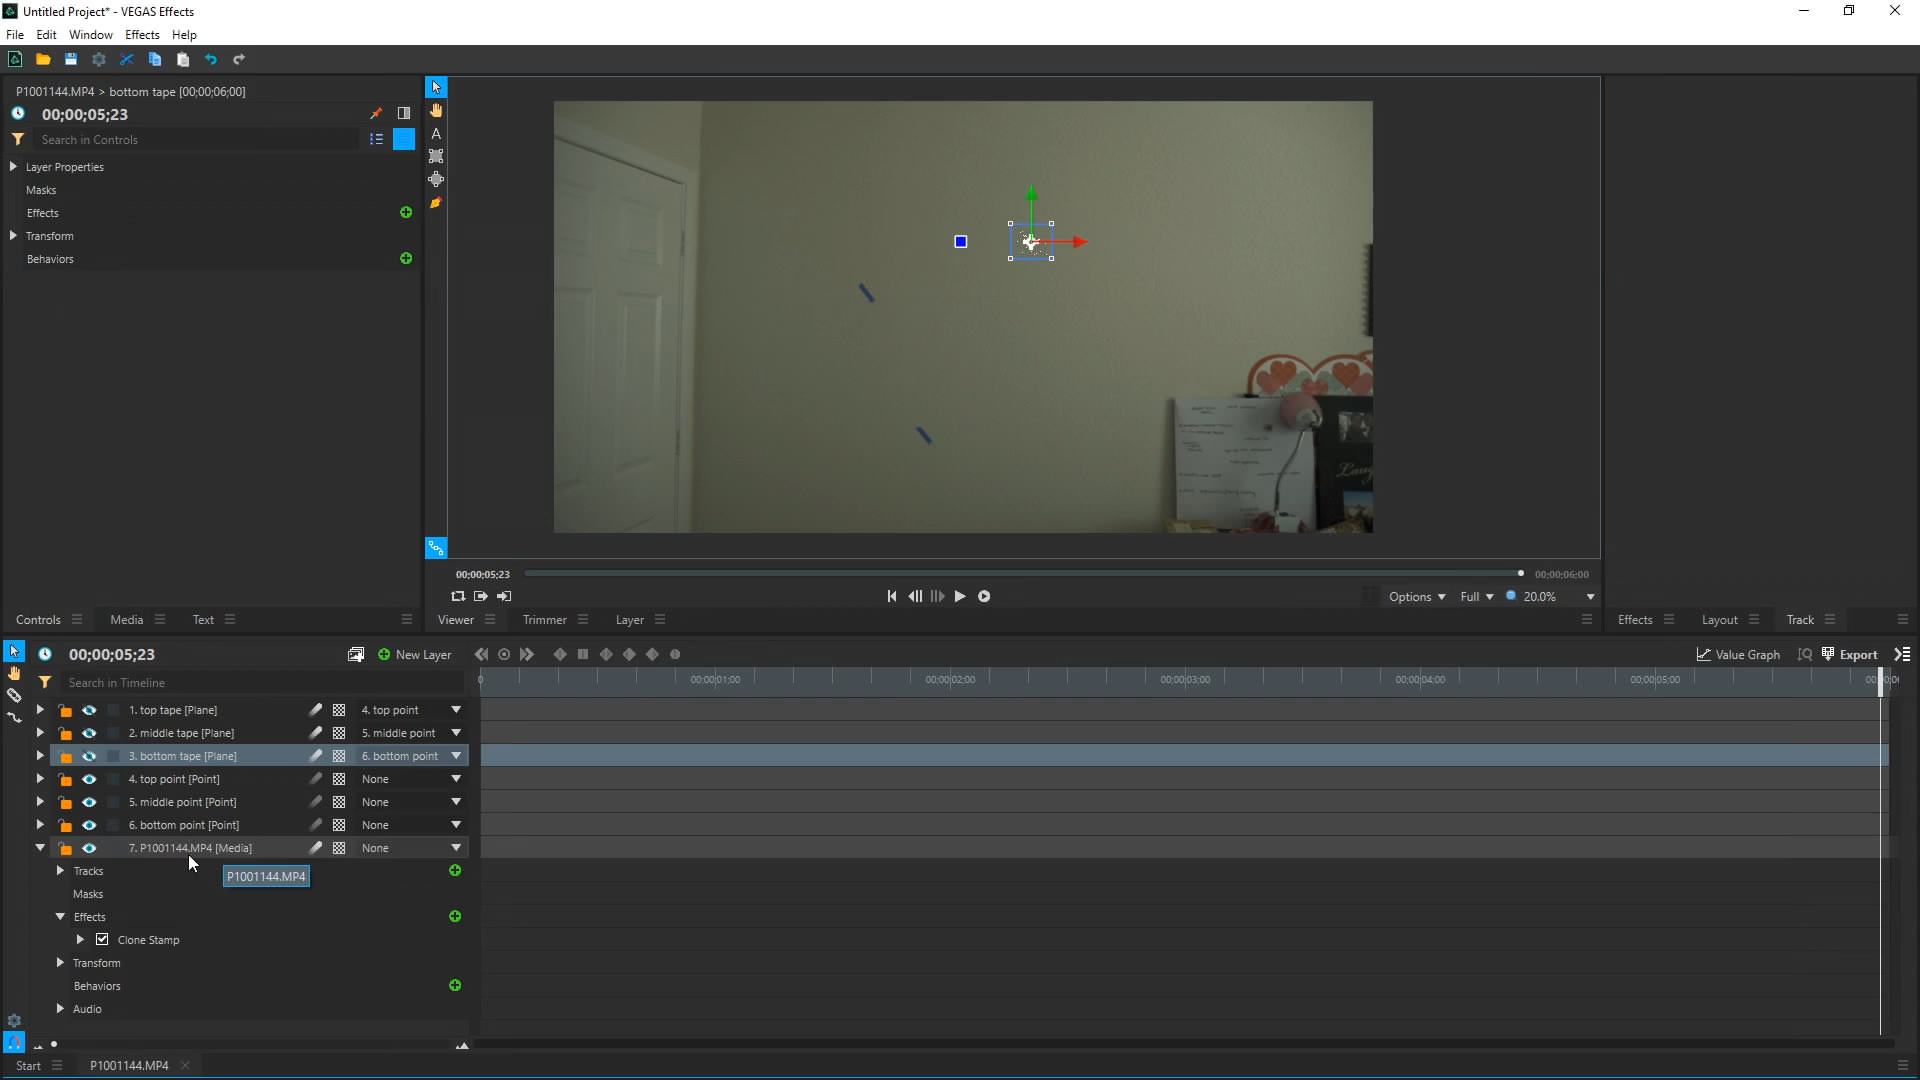 Untitled Project* - VEGAS Effects
File Edit Window Effects Help
P1001144.MP4 > bottom tape [00;00;06;00]
00;00;05;23
Search in Controls
Layer Properties
Masks
Effects
Transform
Behaviors
00;00;05;23 00;00;06;00
Options Full 20.0%
Controls Media Text Viewer Trimmer Layer Effects Layout Track
00;00;05;23 New Layer Value Graph Export
Search in Timeline
00;00;01;00 00;00;02;00 00;00;03;00 00;00;04;00 00;00;05;00
1. top tape [Plane] 4. top point
2. middle tape [Plane] 5. middle point
3. bottom tape [Plane] 6. bottom point
4. top point [Point] None
5. middle point [Point] None
6. bottom point [Point] None
7. P1001144.MP4 [Media] None
Tracks
P1001144.MP4
Masks
Effects
Clone Stamp
Transform
Behaviors
Audio
Start P1001144.MP4